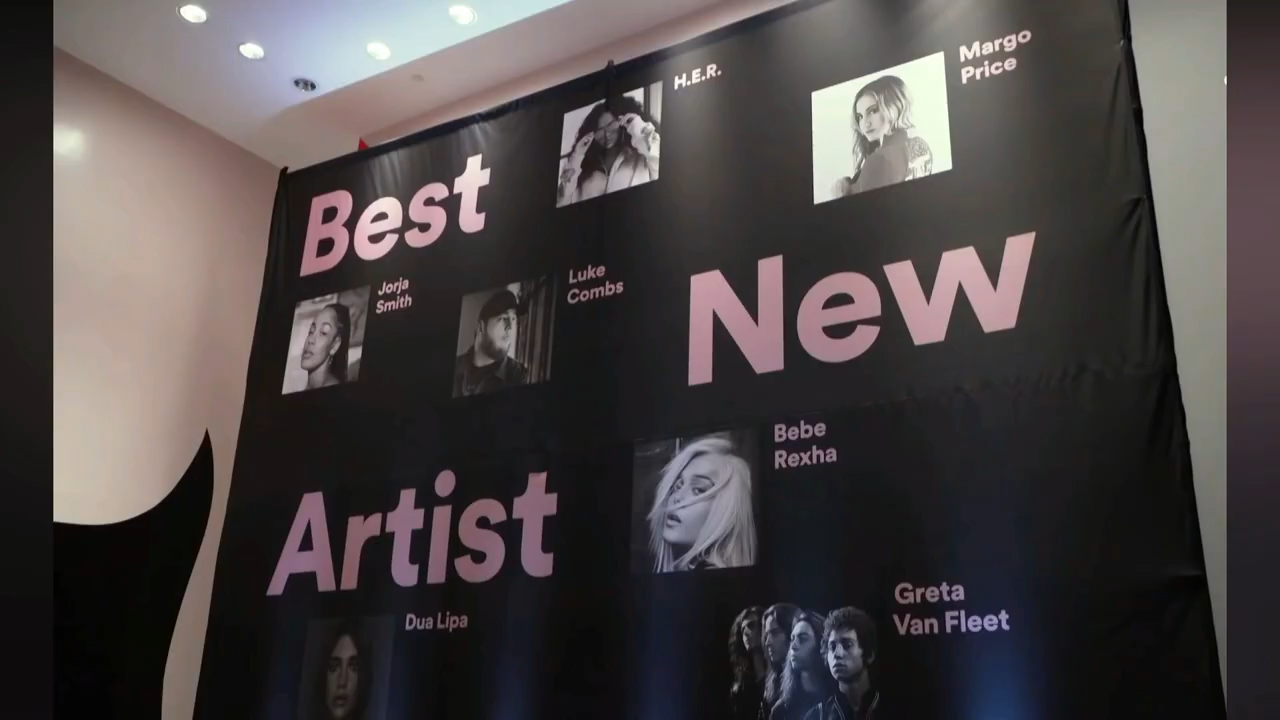 H.E.R.
Margo
Price
Best
Jorja
Smith
Luke
Combs
New
Bebe
Rexha
Artist
Dua Lipa
Greta
Van Fleet